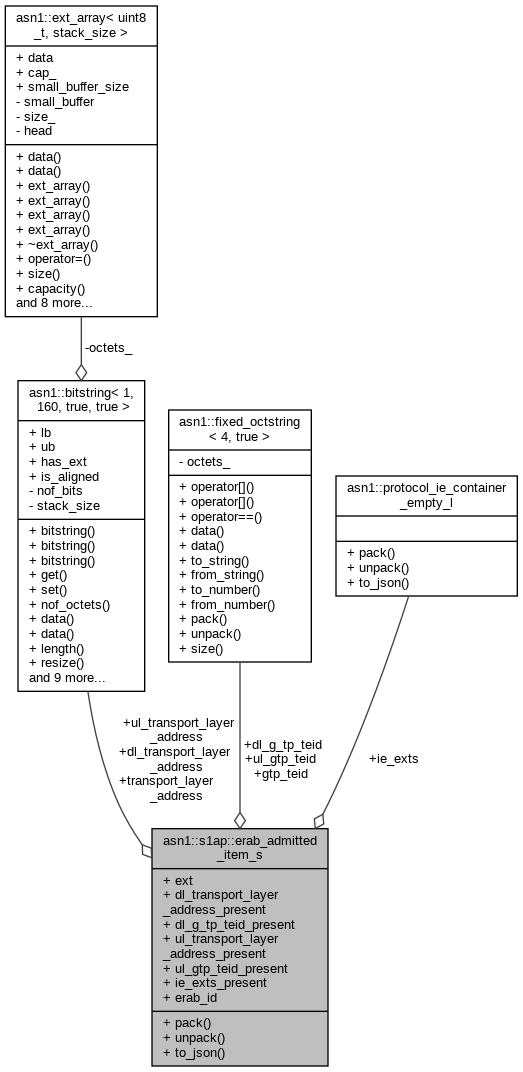 asn1::ext_array< uint8
_t, stack_size >
+ data
+ cap_
+ small_buffer_size
- small_buffer
- size_
- head
+ data()
+ data()
+ ext_array()
+ ext_array()
+ ext_array()
+ ext_array()
+ ~ext_array()
+ operator=()
+ size()
+ capacity()
and 8 more...
-octets_
asn1::bitstring< 1,
160, true, true >
+ lb
+ ub
+ has_ext
+ is_aligned
- nof_bits
- stack_size
+ bitstring()
+ bitstring()
+ bitstring()
+ get()
+ set()
+ nof_octets()
+ data()
+ data()
+ length()
+ resize()
and 9 more...
asn1::fixed_octstring
< 4, true >
- octets_
+ operator[]()
+ operator[]()
+ operator==()
+ data()
+ data()
+ to_string()
+ from_string()
+ to_number()
+ from_number()
+ pack()
+ unpack()
+ size()
asn1::protocol_ie_container
_empty_l
+ pack()
+ unpack()
+ to_json()
+ul_transport_layer
_address
+dl_transport_layer
_address
+transport_layer
_address
+dl_g_tp_teid
+ul_gtp_teid
+gtp_teid
+ie_exts
asn1::s1ap::erab_admitted
_item_s
+ ext
+ dl_transport_layer
_address_present
+ dl_g_tp_teid_present
+ ul_transport_layer
_address_present
+ ul_gtp_teid_present
+ ie_exts_present
+ erab_id
+ pack()
+ unpack()
+ to_json()